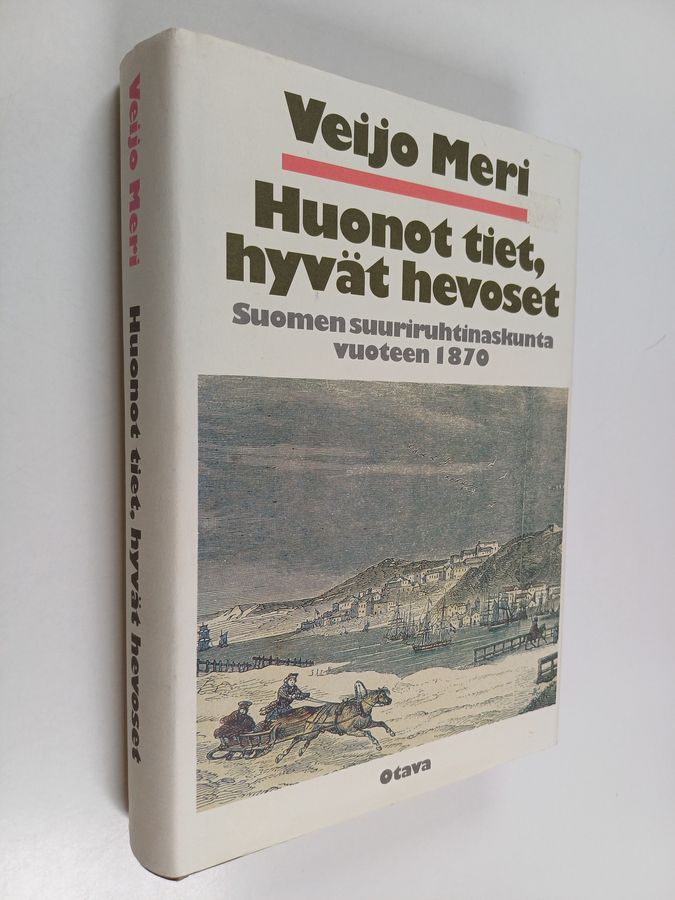 Veijo Meri
Huonot tiet,
hyvät hevoset
Suomen suuriruhtinaskunta
vuoteen 1870
Otava
Veijo Meri Huonot tiet, hyvät hevoset